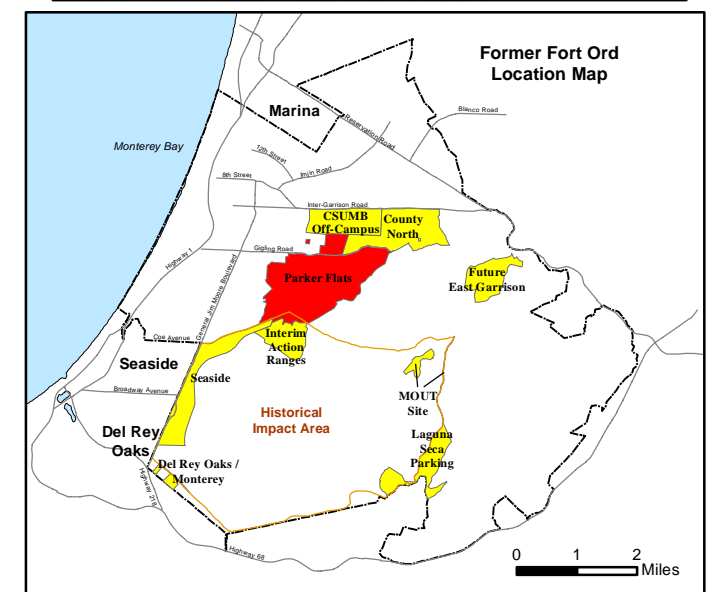 Former Fort Ord
Location Map
Marina
Blanco Road
Reservation Road
Monterey Bay
12th Street
Imjin Road
8th Street
Inter-Garrison Road
CSUMB
Off-Campus
County
North
Gigling Road
Highway 1
General Jim Moore Boulevard
Parker Flats
Future
East Garrison
Coe Avenue
Interim
Action
Ranges
Seaside
Seaside
Broadway Avenue
MOUT
Site
Historical
Impact Area
Del Rey
Oaks
Laguna
Seca
Parking
Del Rey Oaks /
Monterey
Highway 218
Highway 68
0 1 2
Miles